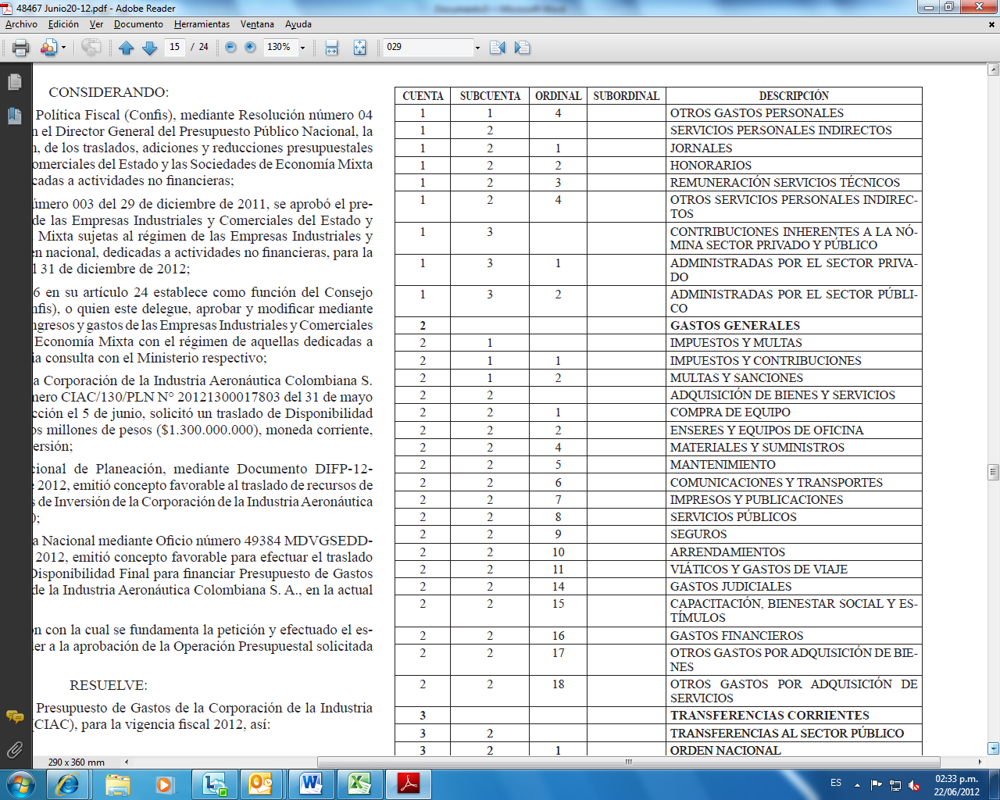 48467 Junio20-12.pdf - Adobe Reader
Archivo Edición Ver Documento Herramientas Ventana Ayuda
15 / 24 130% 029
CONSIDERANDO:
Política Fiscal (Confis), mediante Resolución número 04
n el Director General del Presupuesto Público Nacional, la
n, de los traslados, adiciones y reducciones presupuestales
omerciales del Estado y las Sociedades de Economía Mixta
cadas a actividades no financieras;
úmero 003 del 29 de diciembre de 2011, se aprobó el pre-
de las Empresas Industriales y Comerciales del Estado y
Mixta sujetas al régimen de las Empresas Industriales y
en nacional, dedicadas a actividades no financieras, para la
l 31 de diciembre de 2012;
6 en su artículo 24 establece como función del Consejo
nfis), o quien este delegue, aprobar y modificar mediante
ngresos y gastos de las Empresas Industriales y Comerciales
Economía Mixta con el régimen de aquellas dedicadas a
ia consulta con el Ministerio respectivo;
a Corporación de la Industria Aeronáutica Colombiana S.
mero CIAC/130/PLN N° 20121300017803 del 31 de mayo
cción el 5 de junio, solicitó un traslado de Disponibilidad
os millones de pesos ($1.300.000.000), moneda corriente,
ersión;
cional de Planeación, mediante Documento DIFP-12-
e 2012, emitió concepto favorable al traslado de recursos de
s de Inversión de la Corporación de la Industria Aeronáutica
0;
a Nacional mediante Oficio número 49384 MDVGSEDD-
2012, emitió concepto favorable para efectuar el traslado
Disponibilidad Final para financiar Presupuesto de Gastos
de la Industria Aeronáutica Colombiana S. A., en la actual
ón con la cual se fundamenta la petición y efectuado el es-
der a la aprobación de la Operación Presupuestal solicitada
RESUELVE:
Presupuesto de Gastos de la Corporación de la Industria
(CIAC), para la vigencia fiscal 2012, así:
CUENTA SUBCUENTA ORDINAL SUBORDINAL DESCRIPCIÓN
1 1 4 OTROS GASTOS PERSONALES
1 2 SERVICIOS PERSONALES INDIRECTOS
1 2 1 JORNALES
1 2 2 HONORARIOS
1 2 3 REMUNERACIÓN SERVICIOS TÉCNICOS
1 2 4 OTROS SERVICIOS PERSONALES INDIREC-
TOS
1 3 CONTRIBUCIONES INHERENTES A LA NÓ-
MINA SECTOR PRIVADO Y PÚBLICO
1 3 1 ADMINISTRADAS POR EL SECTOR PRIVA-
DO
1 3 2 ADMINISTRADAS POR EL SECTOR PÚBLI-
CO
2 GASTOS GENERALES
2 1 IMPUESTOS Y MULTAS
2 1 1 IMPUESTOS Y CONTRIBUCIONES
2 1 2 MULTAS Y SANCIONES
2 2 ADQUISICIÓN DE BIENES Y SERVICIOS
2 2 1 COMPRA DE EQUIPO
2 2 2 ENSERES Y EQUIPOS DE OFICINA
2 2 4 MATERIALES Y SUMINISTROS
2 2 5 MANTENIMIENTO
2 2 6 COMUNICACIONES Y TRANSPORTES
2 2 7 IMPRESOS Y PUBLICACIONES
2 2 8 SERVICIOS PÚBLICOS
2 2 9 SEGUROS
2 2 10 ARRENDAMIENTOS
2 2 11 VIÁTICOS Y GASTOS DE VIAJE
2 2 14 GASTOS JUDICIALES
2 2 15 CAPACITACIÓN, BIENESTAR SOCIAL Y ES-
TÍMULOS
2 2 16 GASTOS FINANCIEROS
2 2 17 OTROS GASTOS POR ADQUISICIÓN DE BIE-
NES
2 2 18 OTROS GASTOS POR ADQUISICIÓN DE
SERVICIOS
3 TRANSFERENCIAS CORRIENTES
3 2 TRANSFERENCIAS AL SECTOR PÚBLICO
3 2 1 ORDEN NACIONAL
290 x 360 mm
ES 02:33 p.m.
22/06/2012